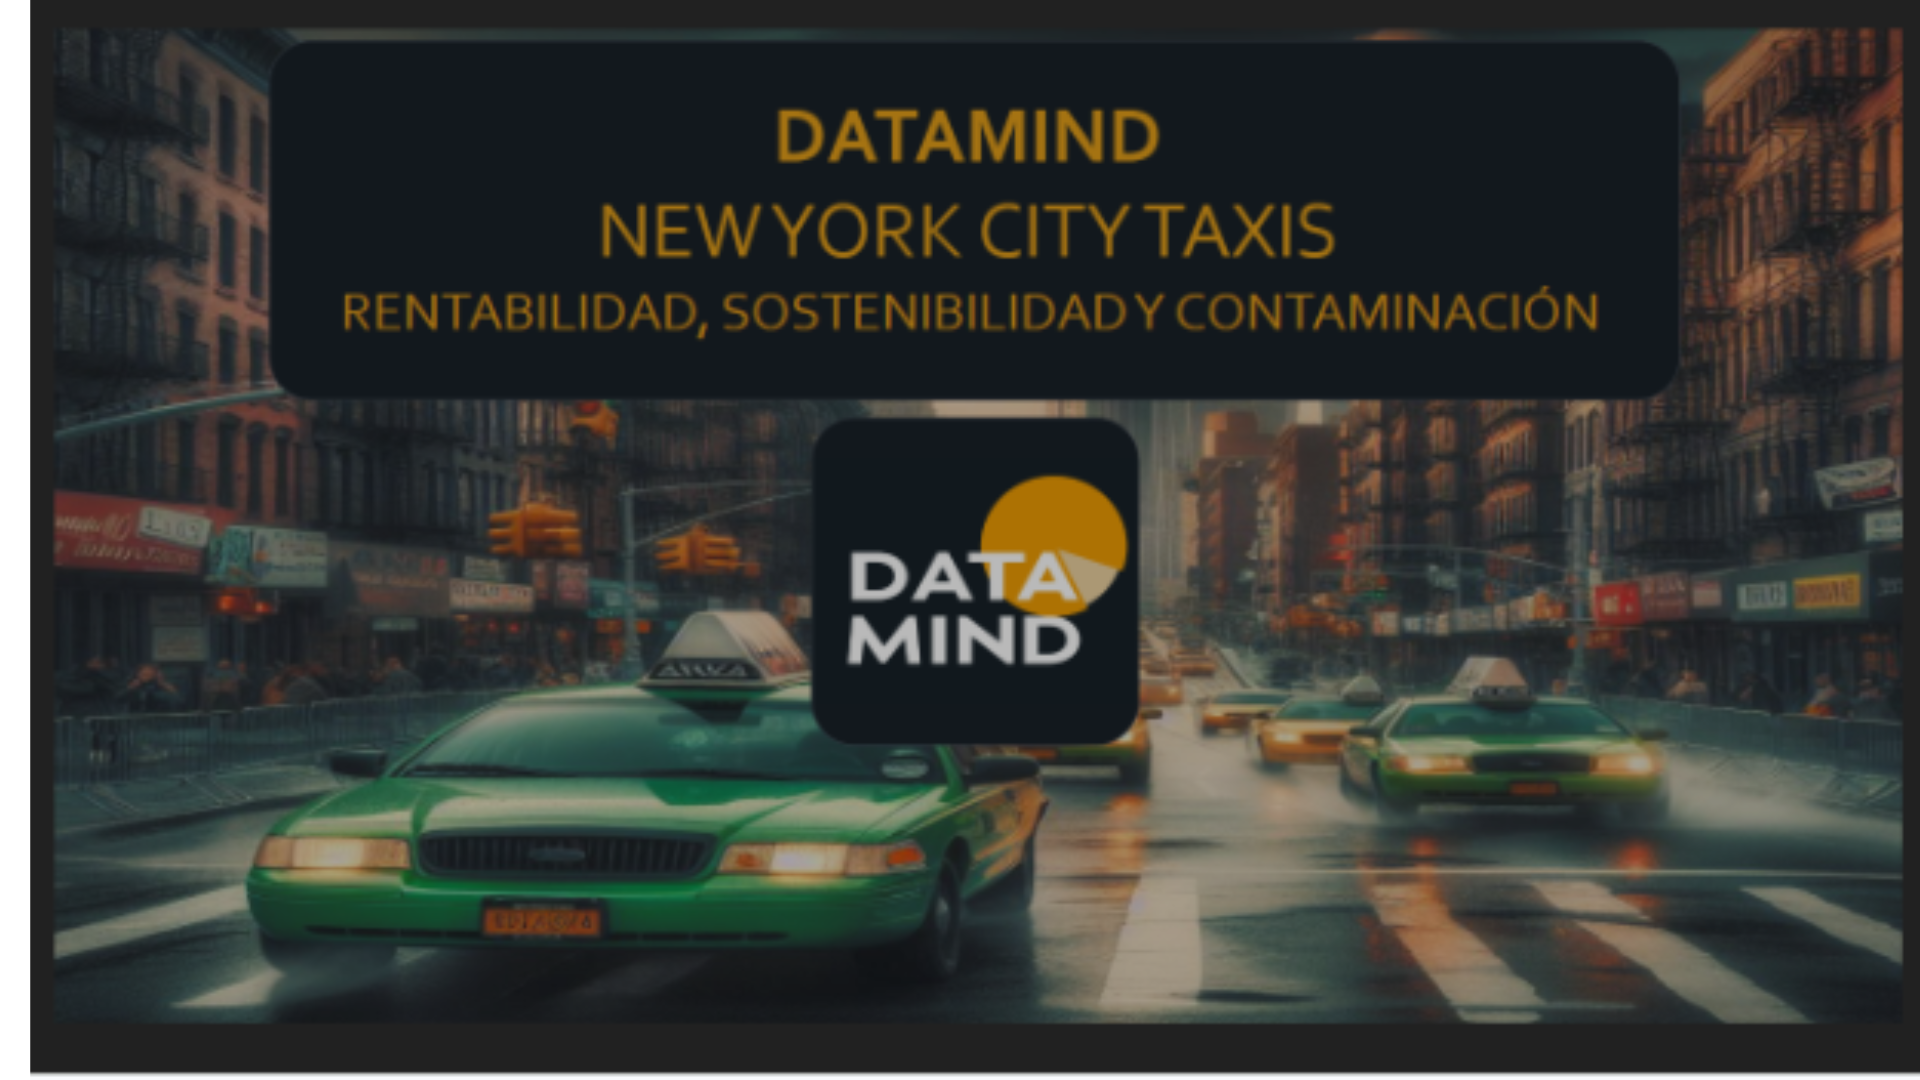 DATAMIND
NEW YORK CITY TAXIS
RENTABILIDAD, SOSTENIBILIDAD Y CONTAMINACIÓN
DATA
MIND